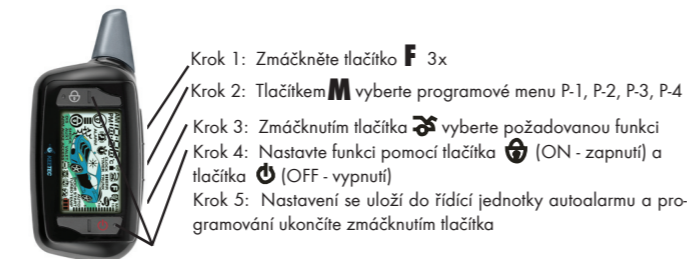 Krok 1: Zmáčkněte tlačítko F 3x
Krok 2: Tlačítkem M vyberte programové menu P-1, P-2, P-3, P-4
Krok 3: Zmáčknutím tlačítka vyberte požadovanou funkci
Krok 4: Nastavte funkci pomocí tlačítka (ON - zapnutí) a
tlačítka (OFF - vypnutí)
Krok 5: Nastavení se uloží do řídící jednotky autoalarmu a pro-
gramování ukončíte zmáčknutím tlačítka